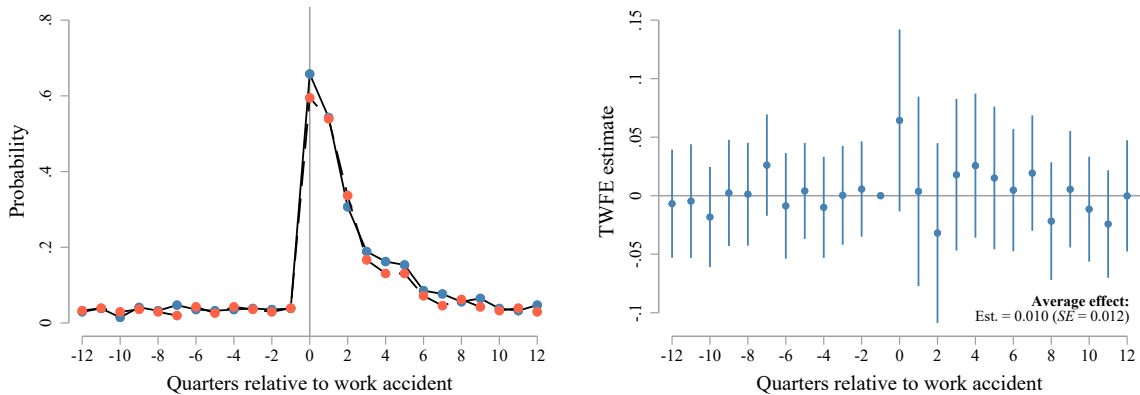 Probability
.8
.6
.4
.2
0
-12 -10 -8 -6 -4 -2 0 2 4 6 8 10 12
Quarters relative to work accident
TWFE estimate
.15
.1
.05
0
-.05
-.1
Average effect:
Est. = 0.010 (SE = 0.012)
-12 -10 -8 -6 -4 -2 0 2 4 6 8 10 12
Quarters relative to work accident